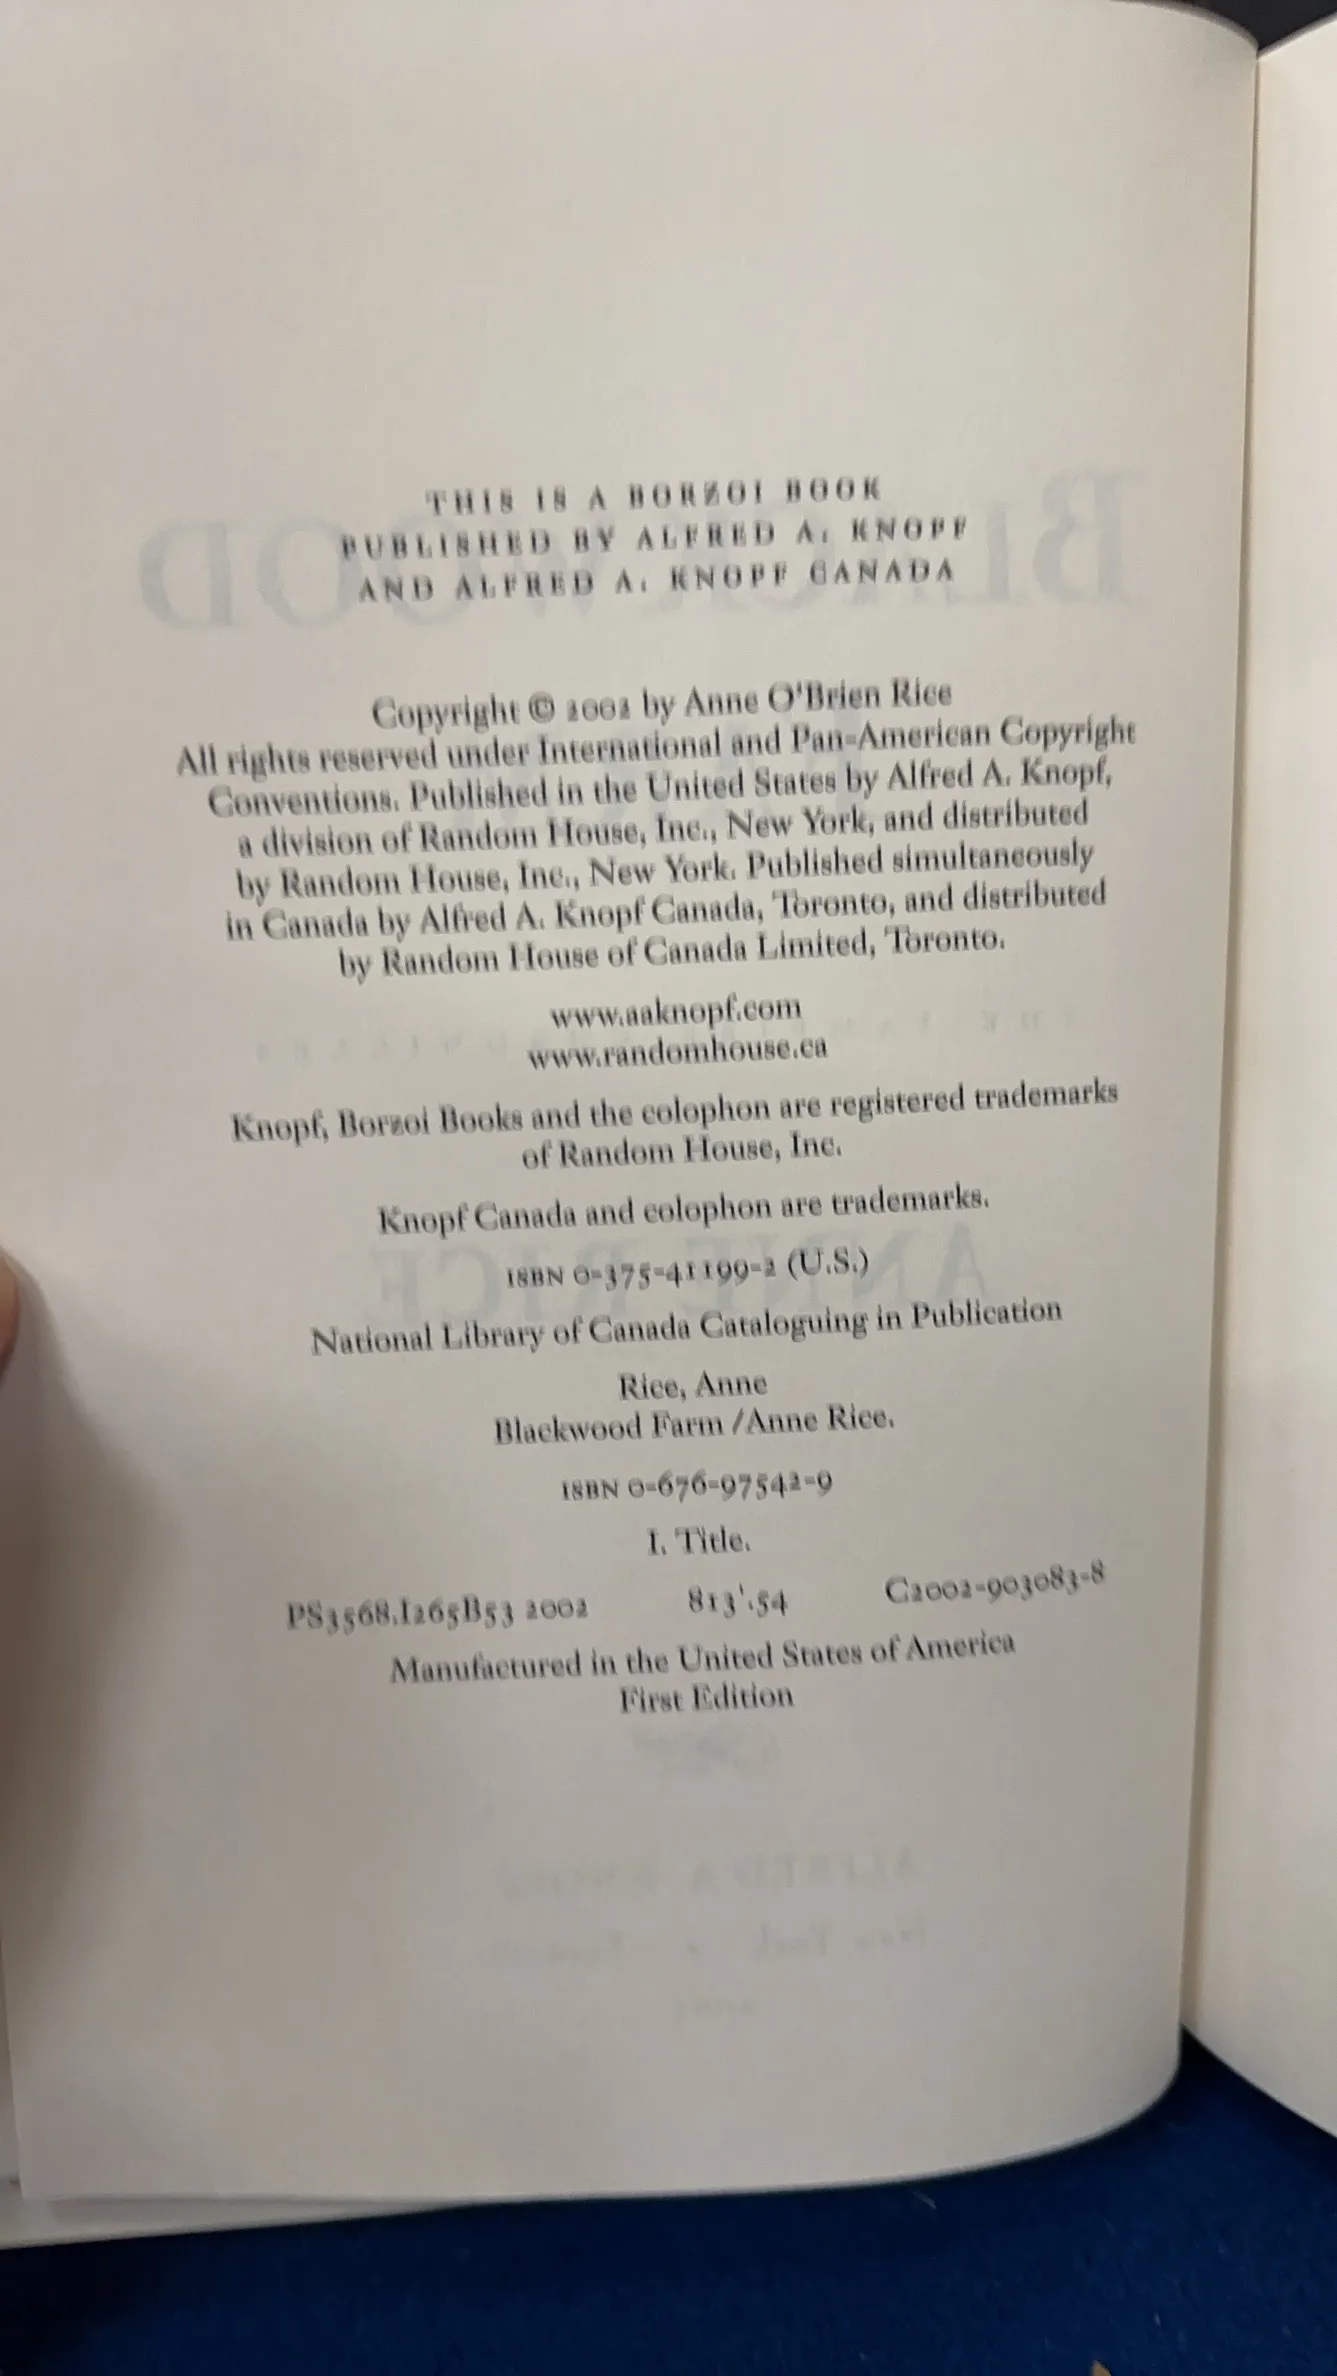 THIS IS A BORZOI BOOK
PUBLISHED BY ALFRED A. KNOPF
AND ALFRED A. KNOPF CANADA
Copyright © 2002 by Anne O'Brien Rice
All rights reserved under International and Pan-American Copyright
Conventions. Published in the United States by Alfred A. Knopf,
a division of Random House, Inc., New York, and distributed
by Random House, Inc., New York. Published simultaneously
in Canada by Alfred A. Knopf Canada, Toronto, and distributed
by Random House of Canada Limited, Toronto.
www.aaknopf.com
www.randomhouse.ca
Knopf, Borzoi Books and the colophon are registered trademarks
of Random House, Inc.
Knopf Canada and colophon are trademarks.
ISBN 0-375-41199-2 (U.S.)
National Library of Canada Cataloguing in Publication
Rice, Anne
Blackwood Farm /Anne Rice.
ISBN 0-676-97542-9
I. Title.
PS3568.I265B53 2002 813'.54 C2002-903083-8
Manufactured in the United States of America
First Edition